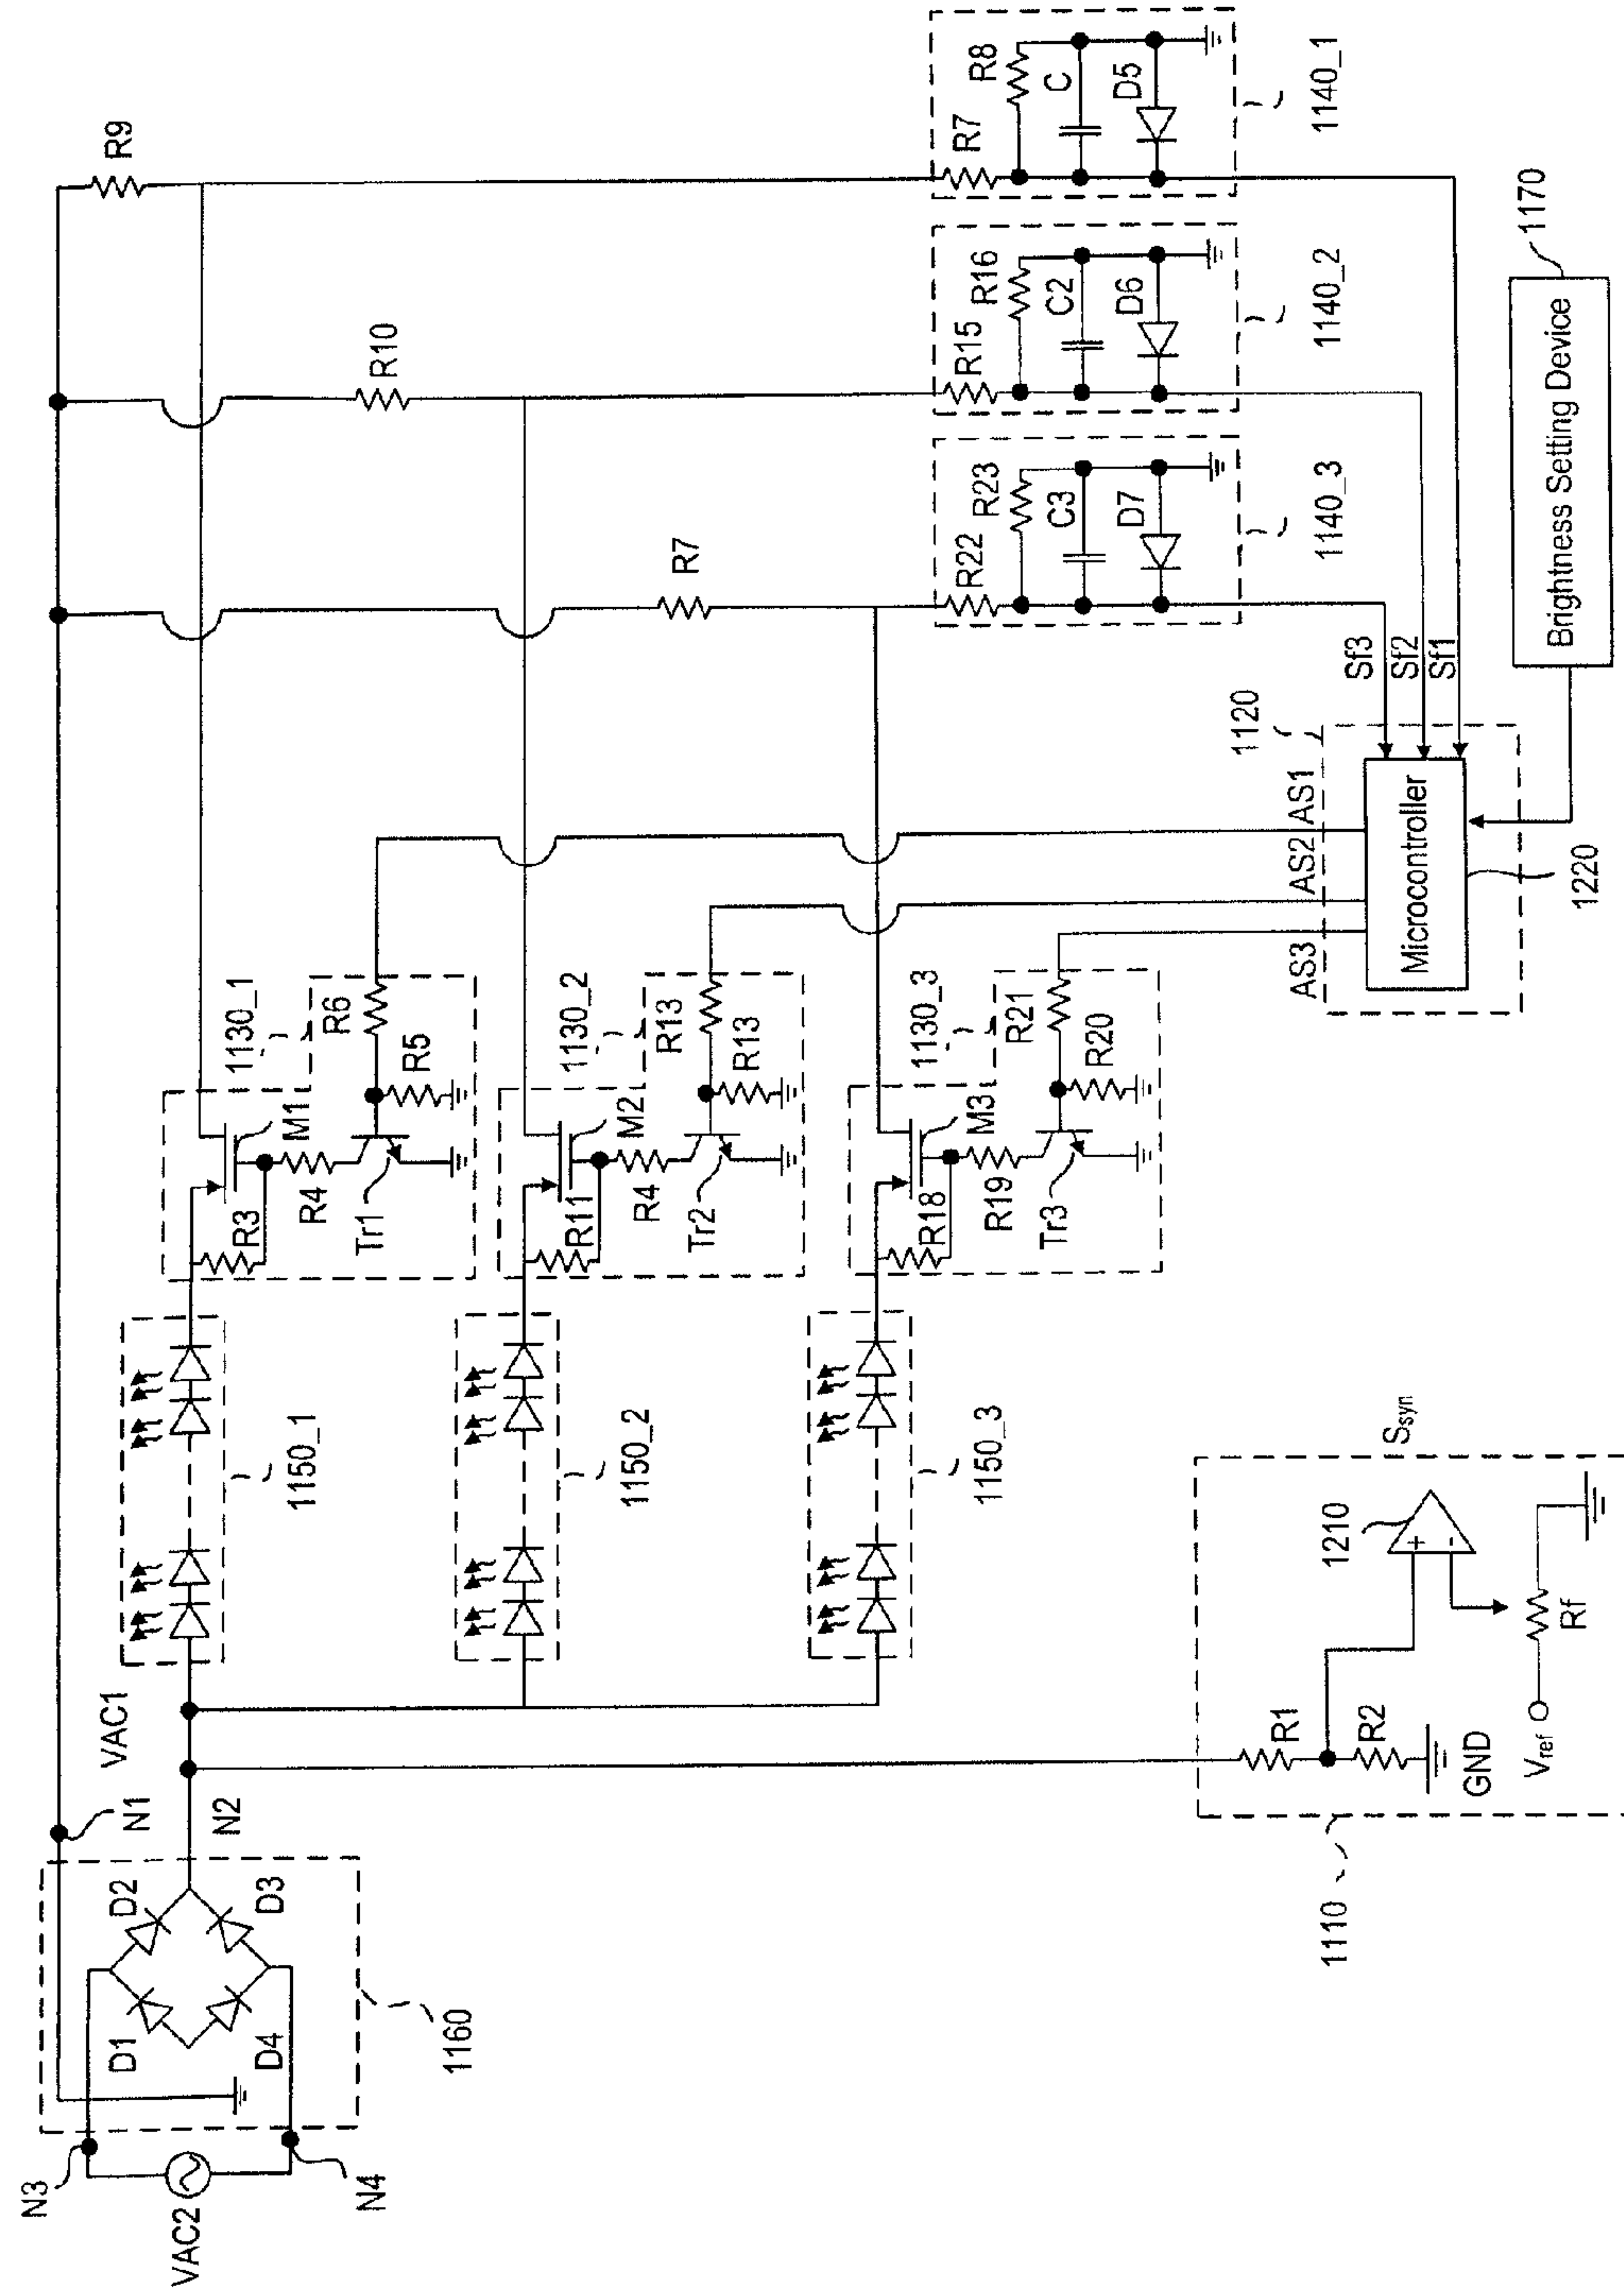 N3
VAC2
N4
1160
D1
D2
D4
D3
N1
N2
VAC1
1150_1
1150_2
1150_3
1130_1
R3
R4
M1
Tr1
R6
R5
1130_2
R11
R4
M2
Tr2
R13
R13
1130_3
R18
R19
M3
Tr3
R21
R20
R9
R10
R7
1140_1
R7
R8
C
D5
1140_2
R15
R16
C2
D6
1140_3
R22
R23
C3
D7
Sf3
Sf2
Sf1
AS3
AS2
AS1
1120
Microcontroller
1220
Brightness Setting Device
1170
1110
R1
R2
GND
Vref
Rf
1210
+
-
Ssyn